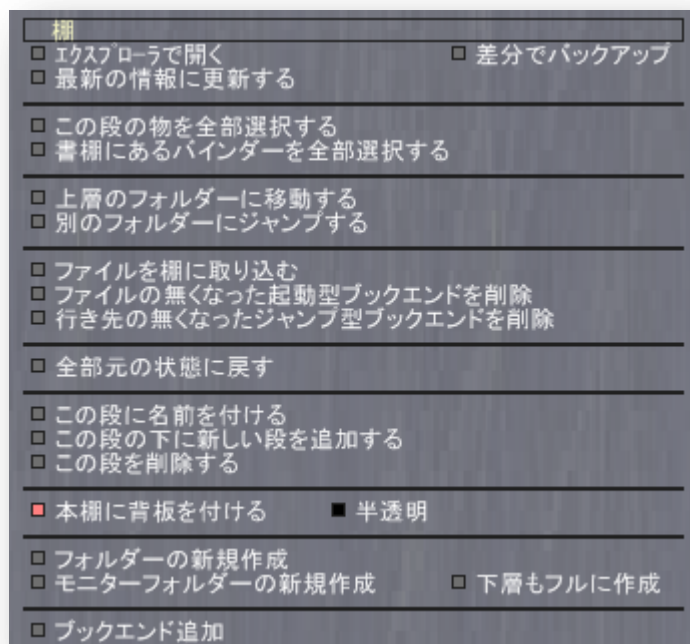 棚
エクスプローラで開く 差分でバックアップ
最新の情報に更新する
この段の物を全部選択する
書棚にあるバインダーを全部選択する
上層のフォルダーに移動する
別のフォルダーにジャンプする
ファイルを棚に取り込む
ファイルの無くなった起動型ブックエンドを削除
行き先の無くなったジャンプ型ブックエンドを削除
全部元の状態に戻す
この段に名前を付ける
この段の下に新しい段を追加する
この段を削除する
本棚に背板を付ける 半透明
フォルダーの新規作成
モニターフォルダーの新規作成 下層もフルに作成
ブックエンド追加